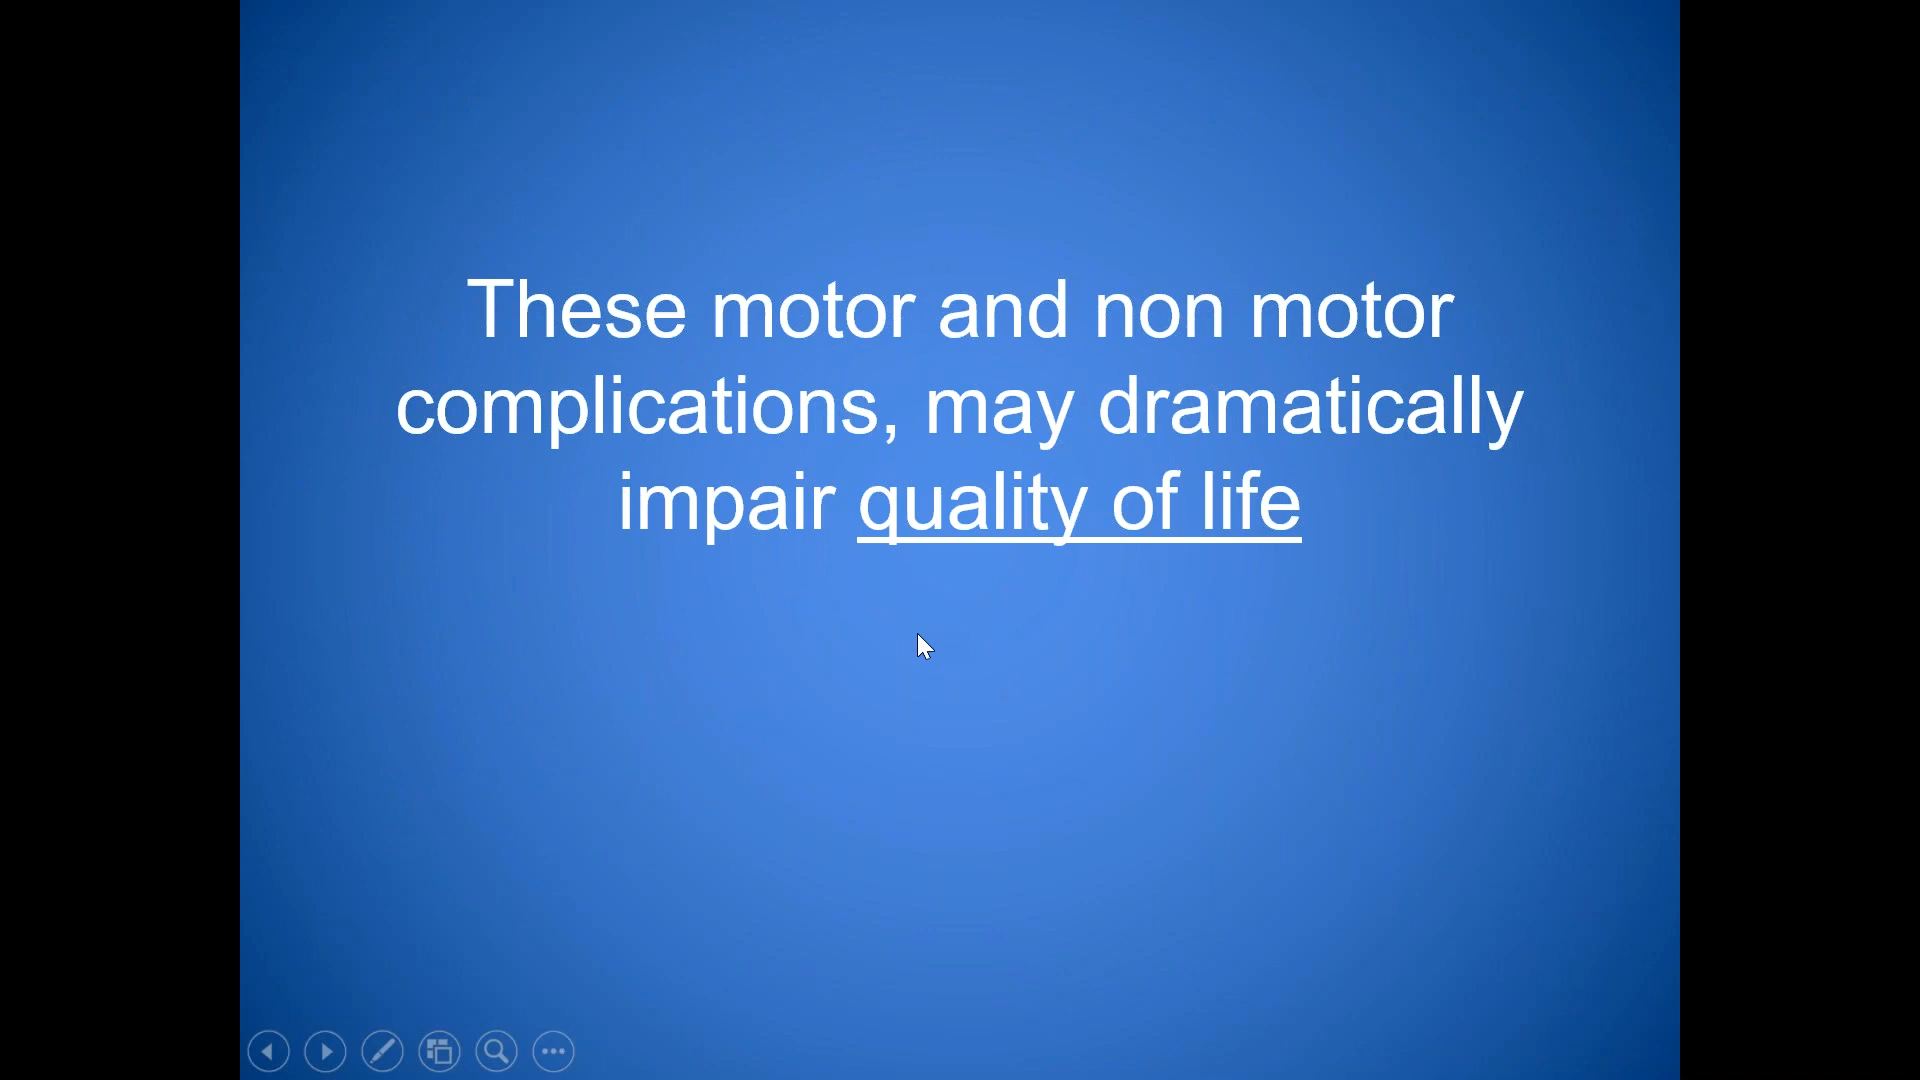 These motor and non motor
complications, may dramatically
impair quality of life